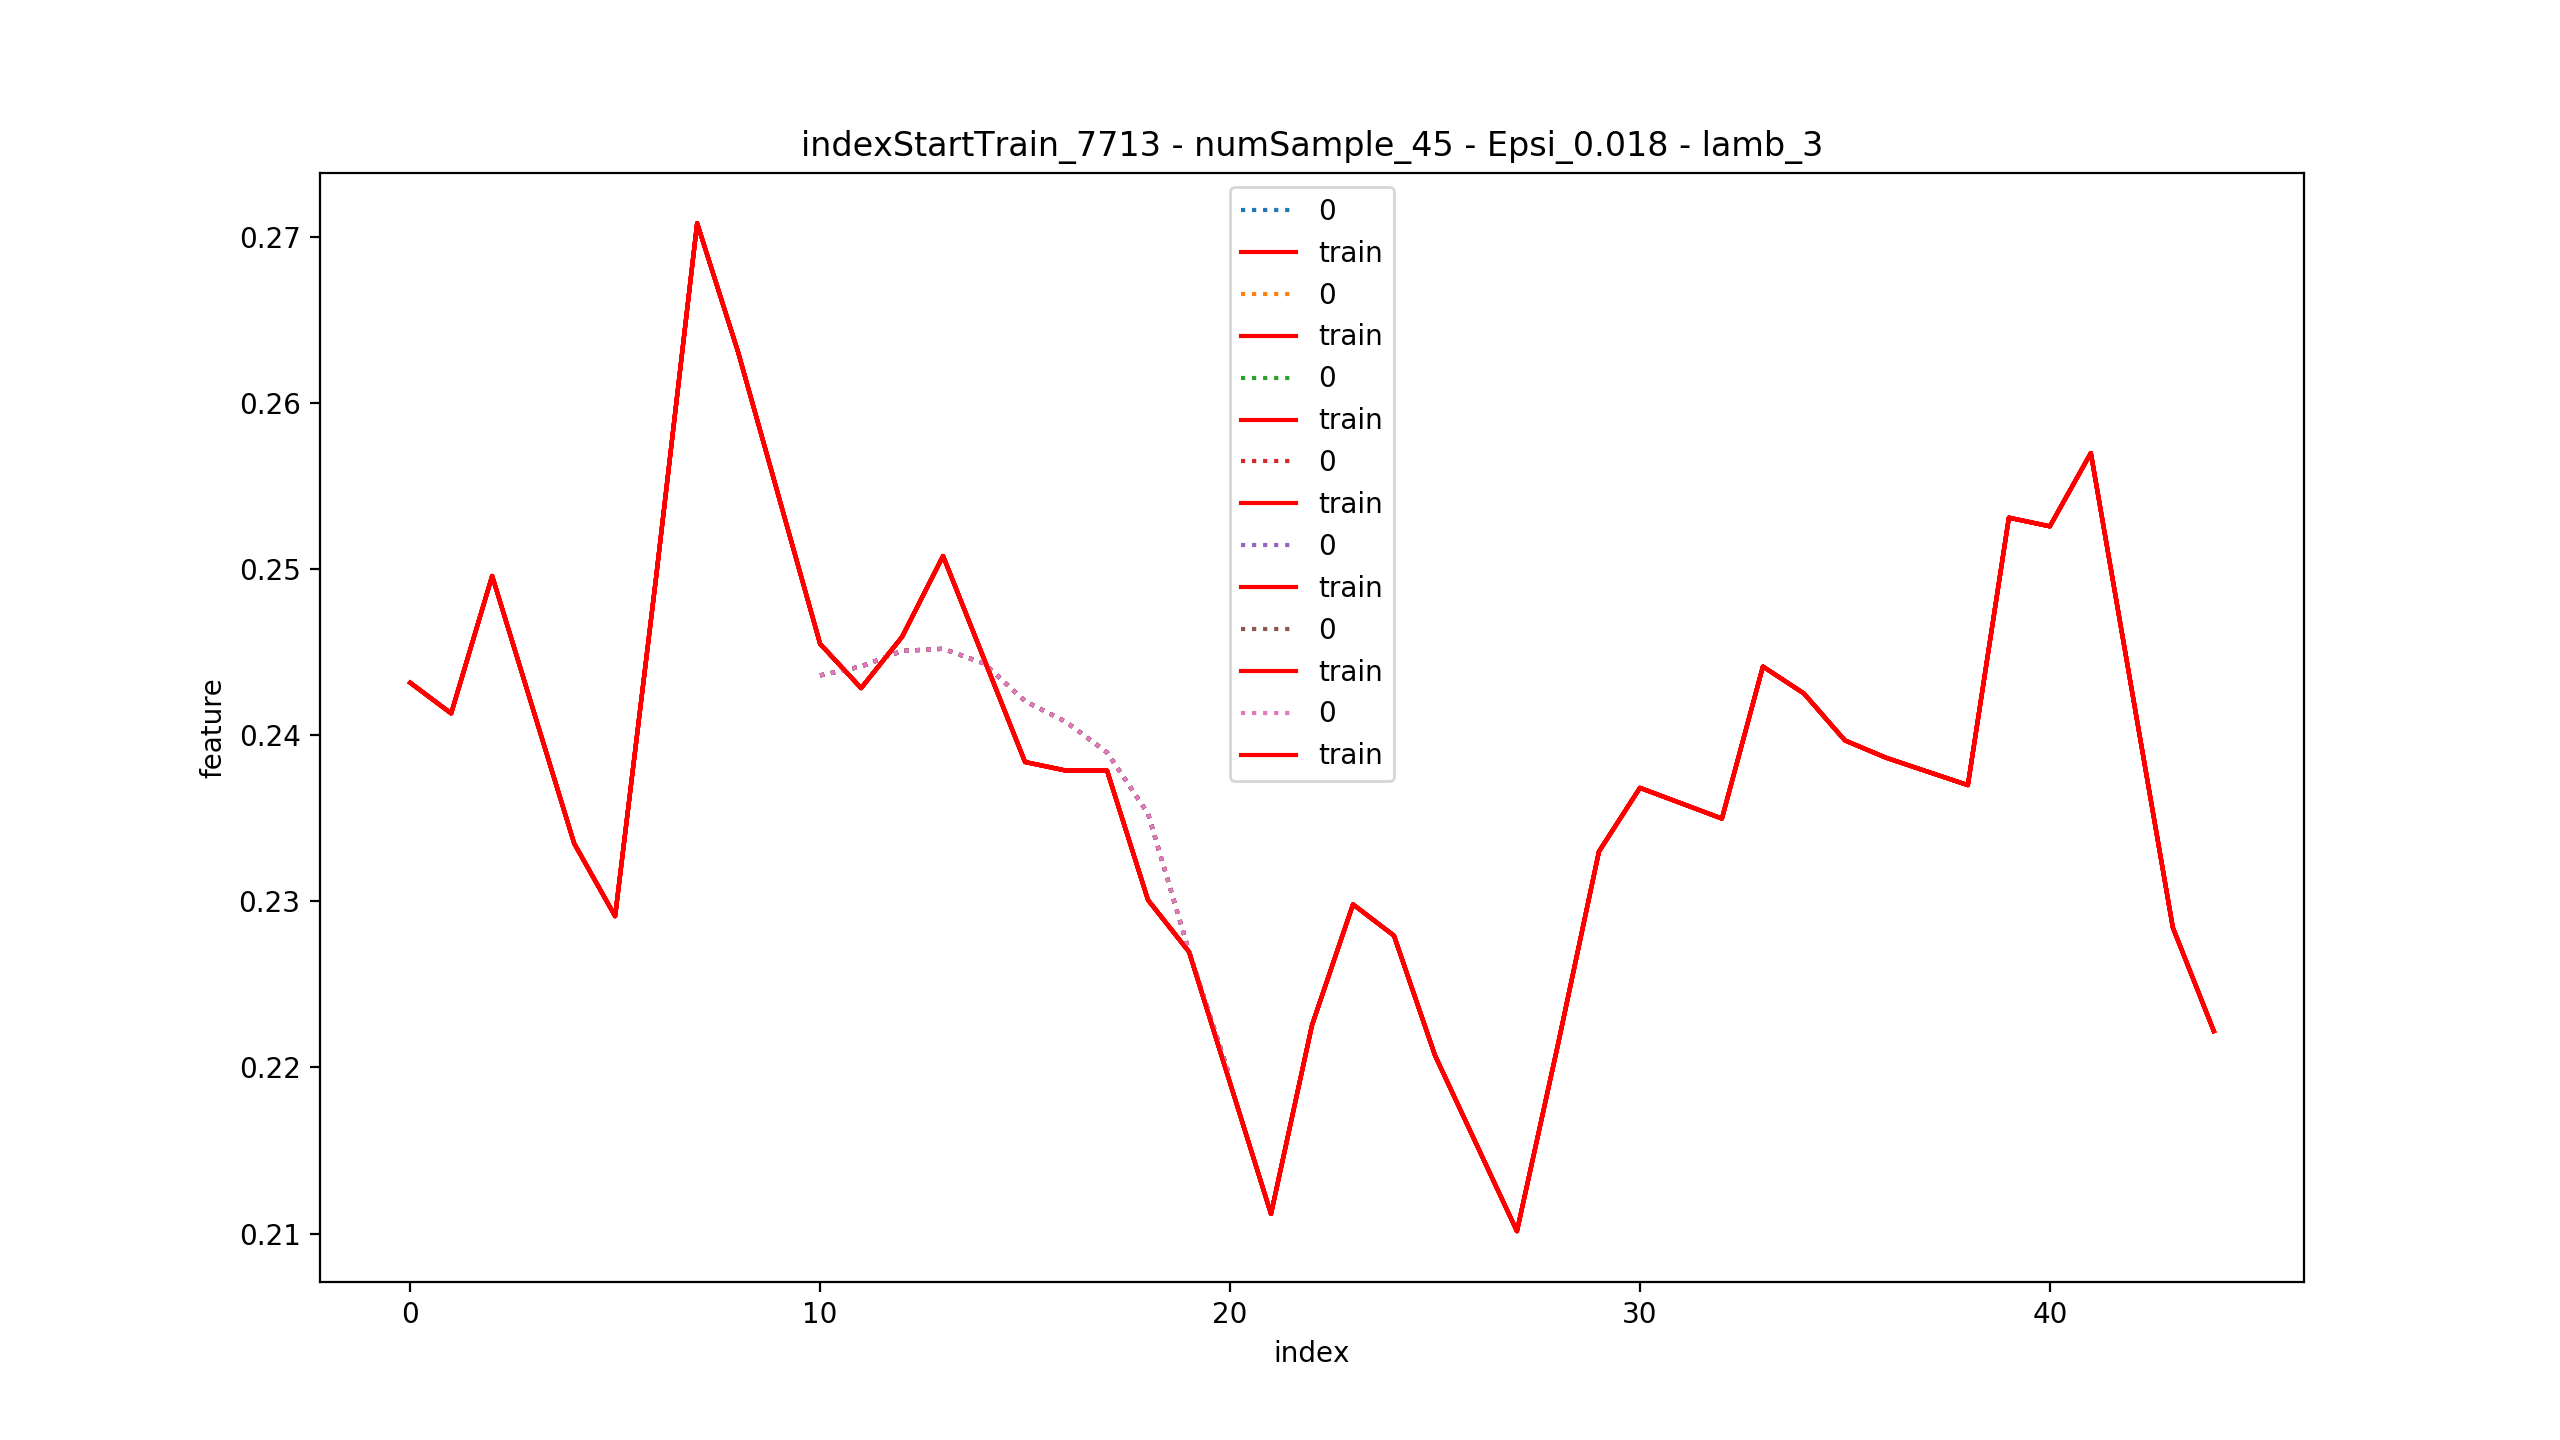 indexStartTrain_7713 - numSample_45 - Epsi_0.018 - lamb_3
0
train
0
train
0
train
0
train
0
train
0
train
0
train
0.27
0.26
0.25
0.24
0.23
0.22
0.21
feature
0 10 20 30 40
index